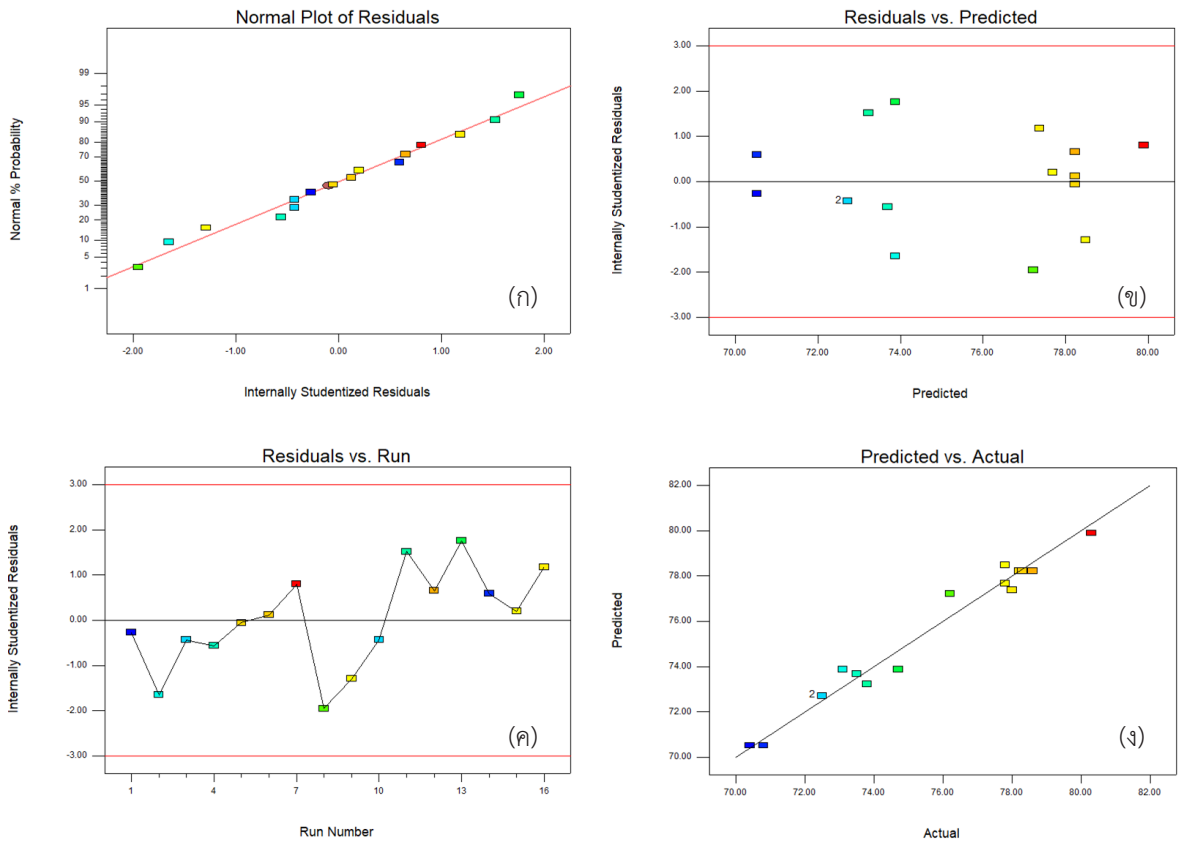 Normal Plot of Residuals
Normal % Probability
99
95
90
80
70
50
30
20
10
5
1
(ก)
-2.00 -1.00 0.00 1.00 2.00
Internally Studentized Residuals
Residuals vs. Predicted
Internally Studentized Residuals
3.00
2.00
1.00
0.00
2
-1.00
-2.00
(ข)
-3.00
70.00 72.00 74.00 76.00 78.00 80.00
Predicted
Residuals vs. Run
Internally Studentized Residuals
3.00
2.00
1.00
0.00
-1.00
-2.00
(ค)
-3.00
1 4 7 10 13 16
Run Number
Predicted vs. Actual
Predicted
82.00
80.00
78.00
76.00
74.00
2
72.00
(ง)
70.00
70.00 72.00 74.00 76.00 78.00 80.00 82.00
Actual